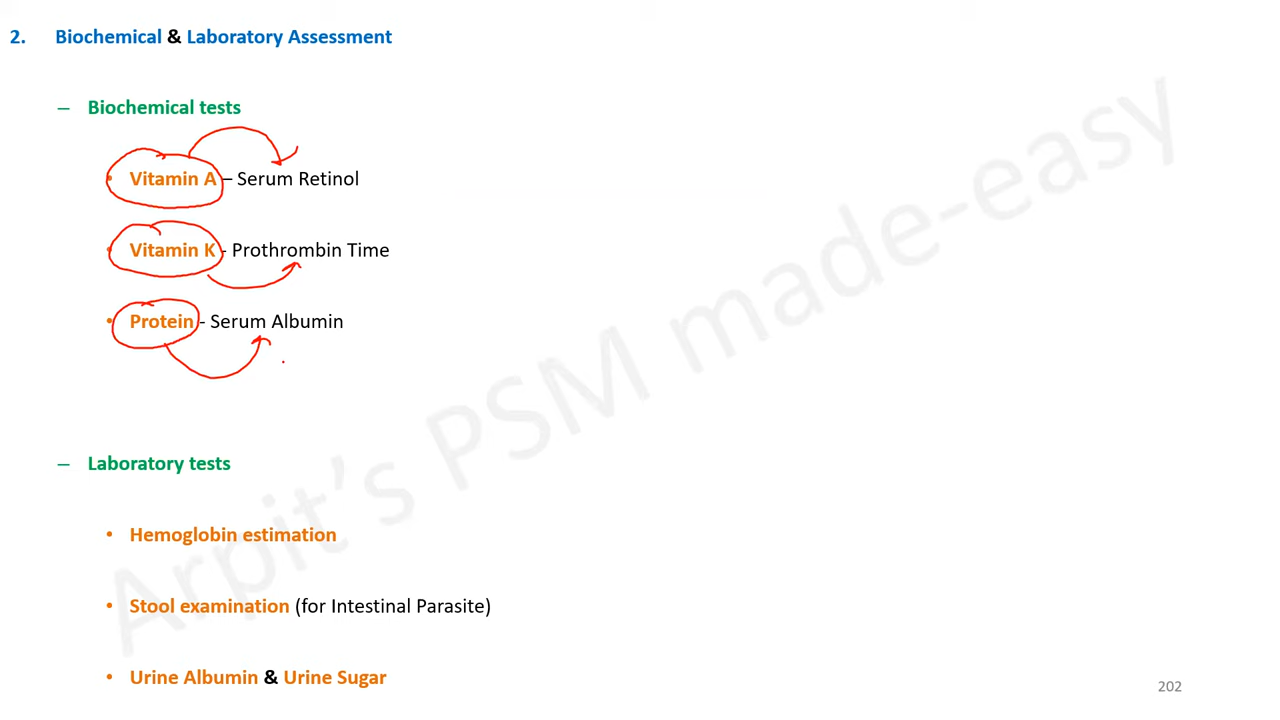 2. Biochemical & Laboratory Assessment
– Biochemical tests
• Vitamin A – Serum Retinol
• Vitamin K - Prothrombin Time
• Protein - Serum Albumin
– Laboratory tests
• Hemoglobin estimation
• Stool examination (for Intestinal Parasite)
• Urine Albumin & Urine Sugar
Arpit's PSM made-easy
202